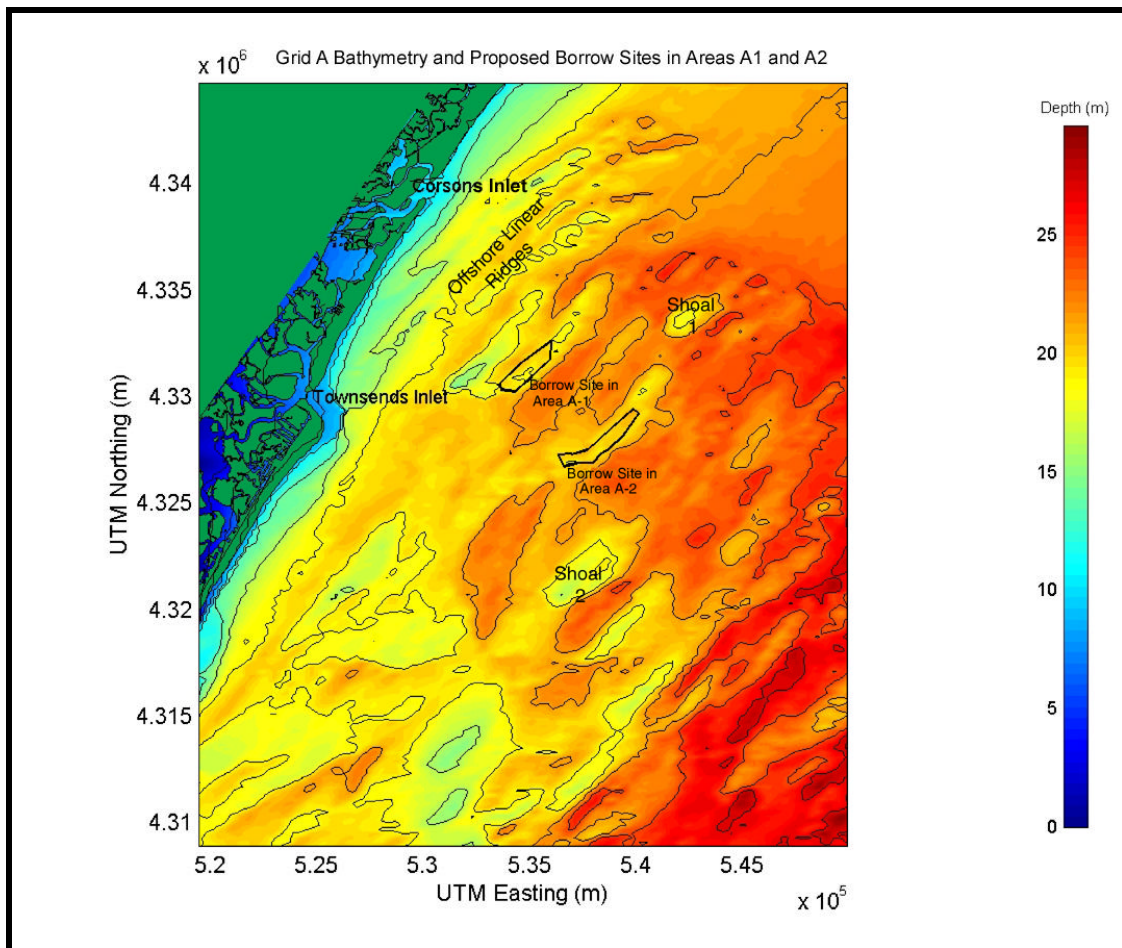 Grid A Bathymetry and Proposed Borrow Sites in Areas A1 and A2
x 10^6
Depth (m)
Corsons Inlet
Offshore Linear
Ridges
Shoal
1
Borrow Site in
Area A-1
Townsends Inlet
Borrow Site in
Area A-2
Shoal
2
4.34
4.335
4.33
4.325
4.32
4.315
4.31
UTM Northing (m)
5.2
5.25
5.3
5.35
5.4
5.45
UTM Easting (m)
x 10^5
25
20
15
10
5
0